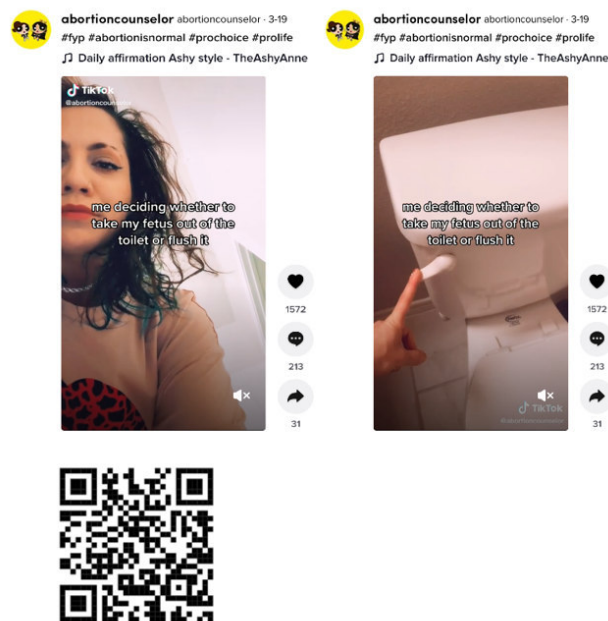 abortioncounselor abortioncounselor · 3-19
#fyp #abortionisnormal #prochoice #prolife
♫ Daily affirmation Ashy style - TheAshyAnne
TikTok
@abortioncounselor
me deciding whether to
take my fetus out of the
toilet or flush it
1572
213
31
abortioncounselor abortioncounselor · 3-19
#fyp #abortionisnormal #prochoice #prolife
♫ Daily affirmation Ashy style - TheAshyAnne
me deciding whether to
take my fetus out of the
toilet or flush it
TikTok
@abortioncounselor
1572
213
31